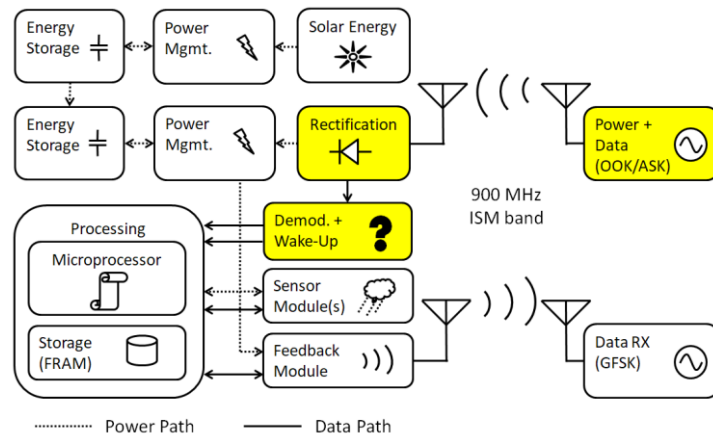 Energy
Storage
Power
Mgmt.
Solar Energy
Energy
Storage
Power
Mgmt.
Rectification
Power +
Data
(OOK/ASK)
900 MHz
ISM band
Processing
Demod. +
Wake-Up
?
Microprocessor
Sensor
Module(s)
Storage
(FRAM)
Feedback
Module
Data RX
(GFSK)
Power Path
Data Path